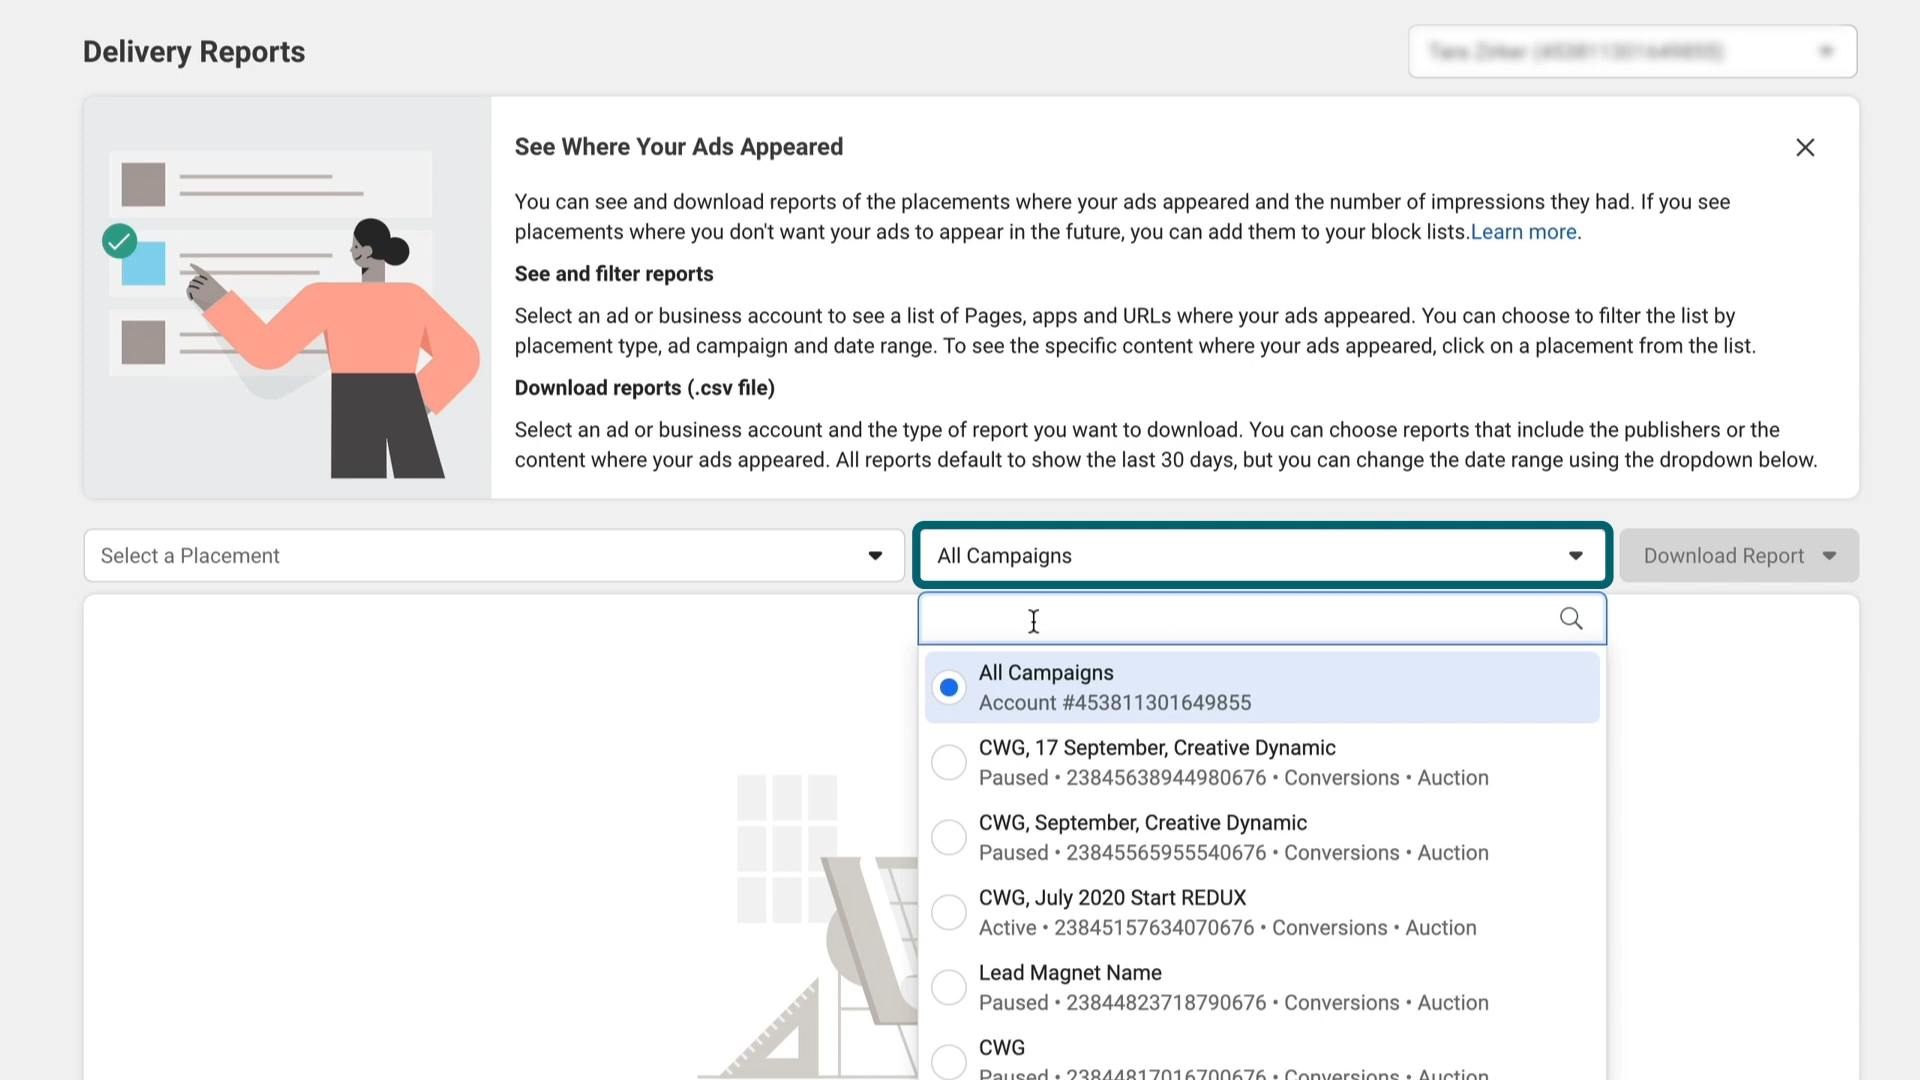 Delivery Reports
See Where Your Ads Appeared
You can see and download reports of the placements where your ads appeared and the number of impressions they had. If you see
placements where you don't want your ads to appear in the future, you can add them to your block lists.Learn more.
See and filter reports
Select an ad or business account to see a list of Pages, apps and URLs where your ads appeared. You can choose to filter the list by
placement type, ad campaign and date range. To see the specific content where your ads appeared, click on a placement from the list.
Download reports (.csv file)
Select an ad or business account and the type of report you want to download. You can choose reports that include the publishers or the
content where your ads appeared. All reports default to show the last 30 days, but you can change the date range using the dropdown below.
Select a Placement
All Campaigns
Download Report
All Campaigns
Account #453811301649855
CWG, 17 September, Creative Dynamic
Paused • 23845638944980676 • Conversions • Auction
CWG, September, Creative Dynamic
Paused • 23845565955540676 • Conversions • Auction
CWG, July 2020 Start REDUX
Active • 23845157634070676 • Conversions • Auction
Lead Magnet Name
Paused • 23844823718790676 • Conversions • Auction
CWG
Paused • 23844817016700676 • Conversions • Auction